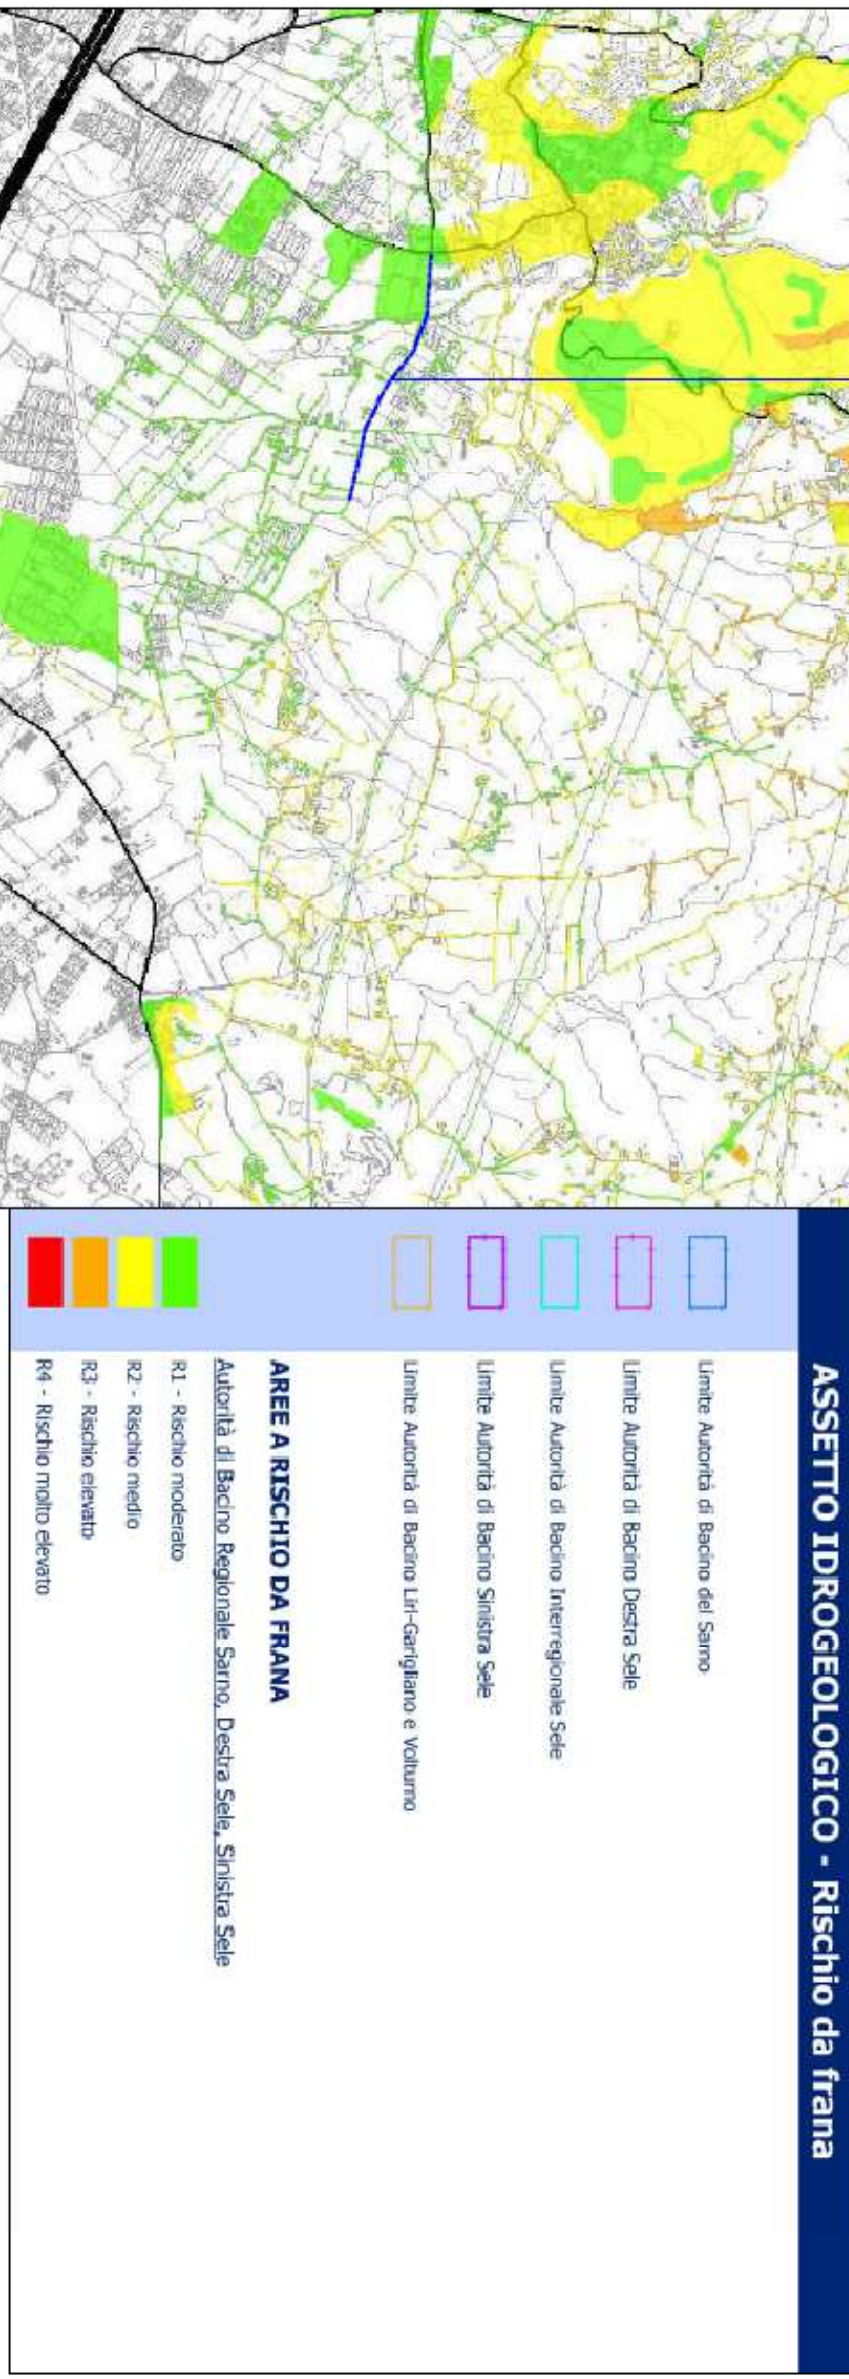 ASSETTO IDROGEOLOGICO - Rischio da frana
Limite Autorità di Bacino del Sarno
Limite Autorità di Bacino Destra Sele
Limite Autorità di Bacino Interregionale Sele
Limite Autorità di Bacino Sinistra Sele
Limite Autorità di Bacino Liri-Garigliano e Volturno
AREE A RISCHIO DA FRANA
Autorità di Bacino Regionale Sarno, Destra Sele, Sinistra Sele
R1 - Rischio moderato
R2 - Rischio medio
R3 - Rischio elevato
R4 - Rischio molto elevato